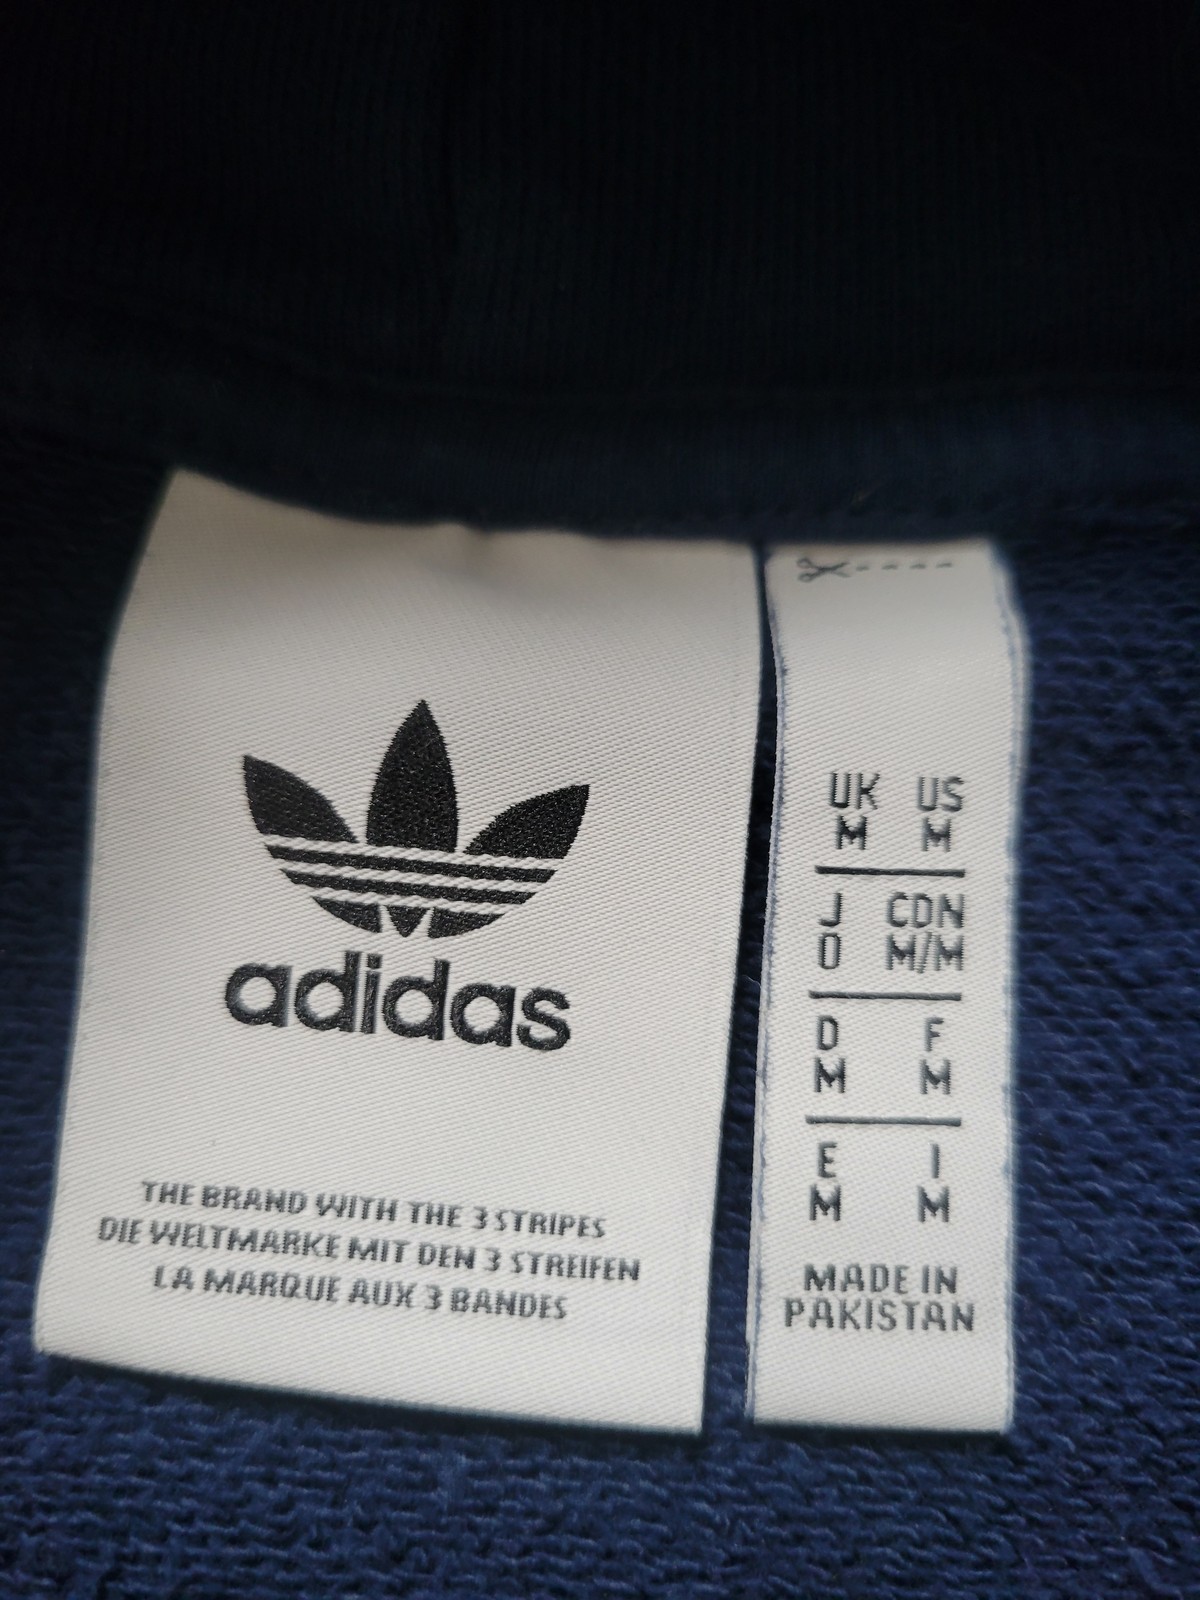 adidas
THE BRAND WITH THE 3 STRIPES
DIE WELTMARKE MIT DEN 3 STREIFEN
LA MARQUE AUX 3 BANDES
UK US
M M
J CDN
O M/M
D F
M M
E I
M M
MADE IN
PAKISTAN